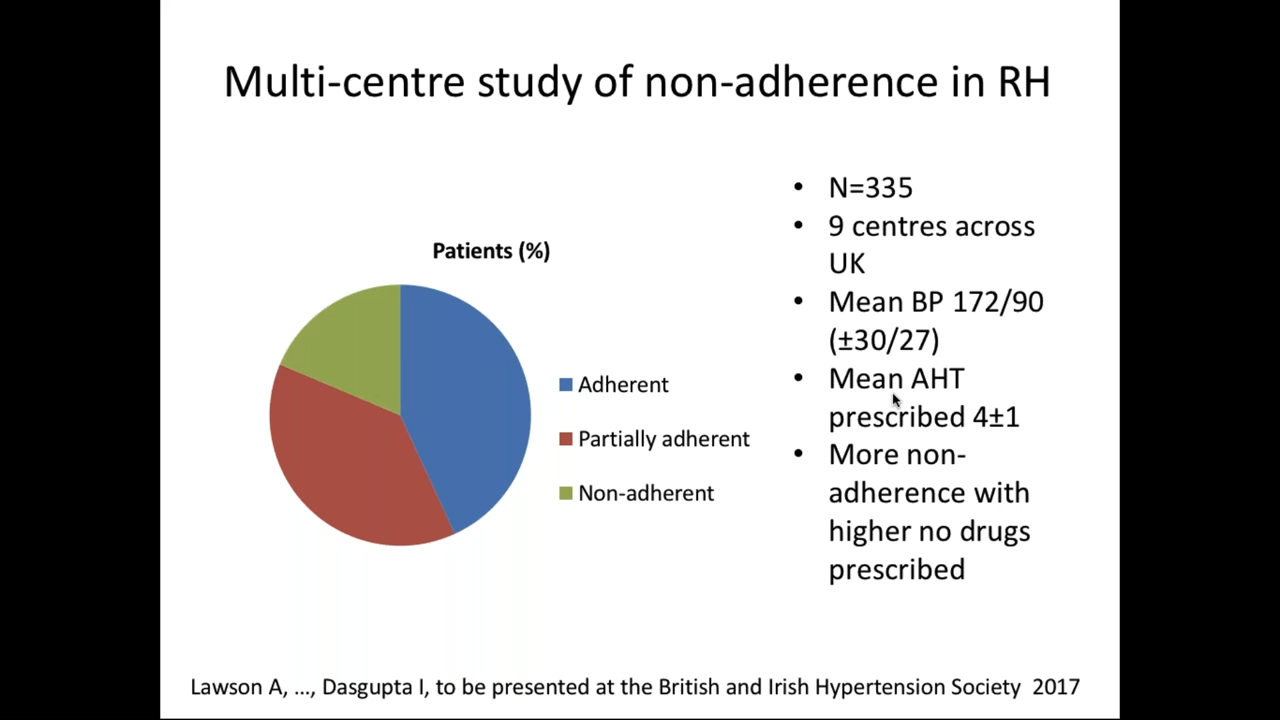 Multi-centre study of non-adherence in RH
Patients (%)
Adherent
Partially adherent
Non-adherent
• N=335
• 9 centres across
UK
• Mean BP 172/90
(±30/27)
• Mean AHT
prescribed 4±1
• More non-
adherence with
higher no drugs
prescribed
Lawson A, ..., Dasgupta I, to be presented at the British and Irish Hypertension Society 2017